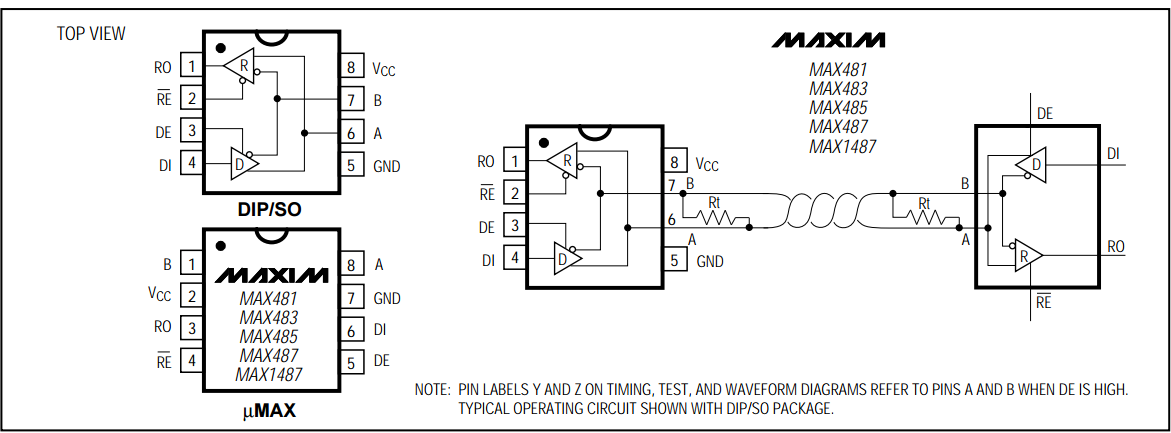 TOP VIEW
RO 1
R̅E̅ 2
DE 3
DI 4
8 VCC
7 B
6 A
5 GND
R
D
DIP/SO
B 1
VCC 2
RO 3
R̅E̅ 4
8 A
7 GND
6 DI
5 DE
MAXIM
MAX481
MAX483
MAX485
MAX487
MAX1487
µMAX
MAXIM
MAX481
MAX483
MAX485
MAX487
MAX1487
RO 1
R̅E̅ 2
DE 3
DI 4
R
D
8 VCC
7 B
6 A
5 GND
Rt
Rt
B
A
DE
D
DI
R
RO
R̅E̅
NOTE: PIN LABELS Y AND Z ON TIMING, TEST, AND WAVEFORM DIAGRAMS REFER TO PINS A AND B WHEN DE IS HIGH.
TYPICAL OPERATING CIRCUIT SHOWN WITH DIP/SO PACKAGE.